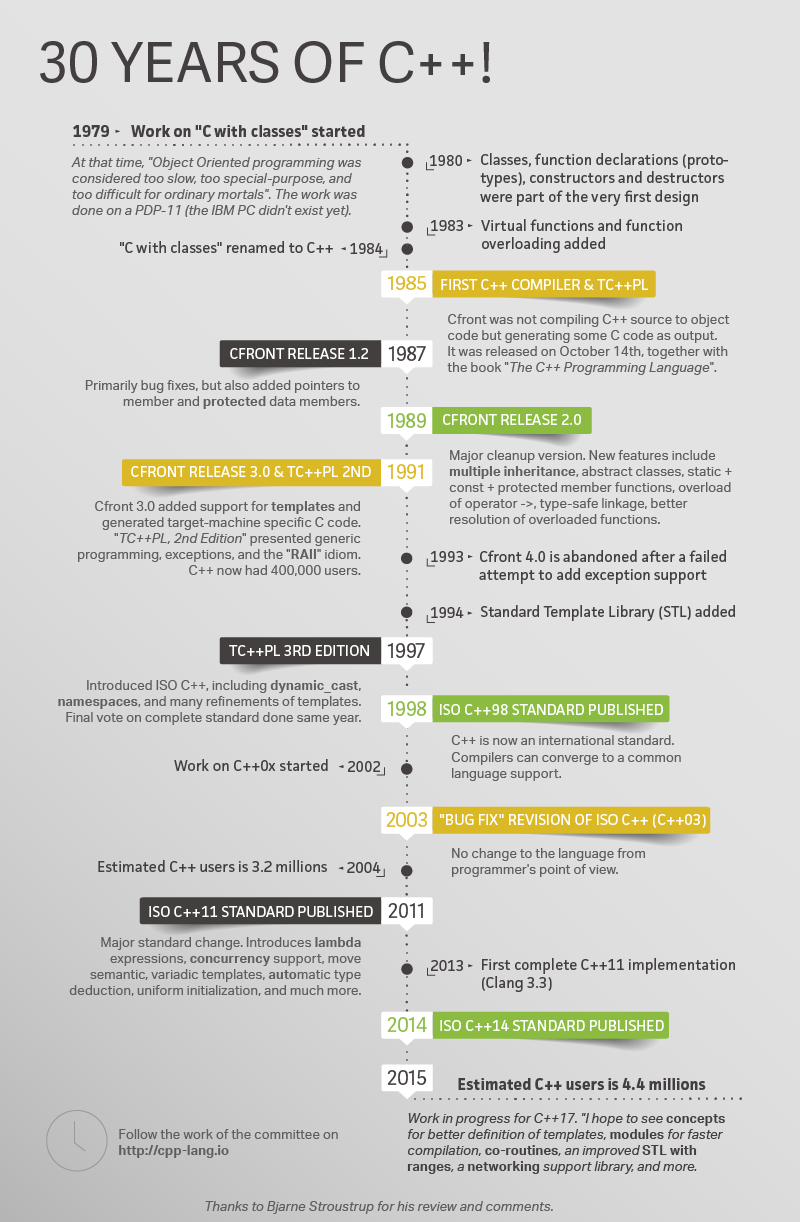 30 YEARS OF C++!
1979 - Work on "C with classes" started
At that time, "Object Oriented programming was
considered too slow, too special-purpose, and
too difficult for ordinary mortals". The work was
done on a PDP-11 (the IBM PC didn't exist yet).
1980 - Classes, function declarations (proto-
types), constructors and destructors
were part of the very first design
1983 - Virtual functions and function
overloading added
"C with classes" renamed to C++ - 1984
1985 FIRST C++ COMPILER & TC++PL
Cfront was not compiling C++ source to object
code but generating some C code as output.
It was released on October 14th, together with
the book "The C++ Programming Language".
CFRONT RELEASE 1.2 1987
Primarily bug fixes, but also added pointers to
member and protected data members.
1989 CFRONT RELEASE 2.0
Major cleanup version. New features include
multiple inheritance, abstract classes, static +
const + protected member functions, overload
of operator ->, type-safe linkage, better
resolution of overloaded functions.
CFRONT RELEASE 3.0 & TC++PL 2ND 1991
Cfront 3.0 added support for templates and
generated target-machine specific C code.
"TC++PL, 2nd Edition" presented generic
programming, exceptions, and the "RAII" idiom.
C++ now had 400,000 users.
1993 - Cfront 4.0 is abandoned after a failed
attempt to add exception support
1994 - Standard Template Library (STL) added
TC++PL 3RD EDITION 1997
Introduced ISO C++, including dynamic_cast,
namespaces, and many refinements of templates.
Final vote on complete standard done same year.
1998 ISO C++98 STANDARD PUBLISHED
C++ is now an international standard.
Compilers can converge to a common
language support.
Work on C++0x started - 2002
2003 "BUG FIX" REVISION OF ISO C++ (C++03)
No change to the language from
programmer's point of view.
Estimated C++ users is 3.2 millions - 2004
ISO C++11 STANDARD PUBLISHED 2011
Major standard change. Introduces lambda
expressions, concurrency support, move
semantic, variadic templates, automatic type
deduction, uniform initialization, and much more.
2013 - First complete C++11 implementation
(Clang 3.3)
2014 ISO C++14 STANDARD PUBLISHED
2015 Estimated C++ users is 4.4 millions
Work in progress for C++17. "I hope to see concepts
for better definition of templates, modules for faster
compilation, co-routines, an improved STL with
ranges, a networking support library, and more.
Follow the work of the committee on
http://cpp-lang.io
Thanks to Bjarne Stroustrup for his review and comments.